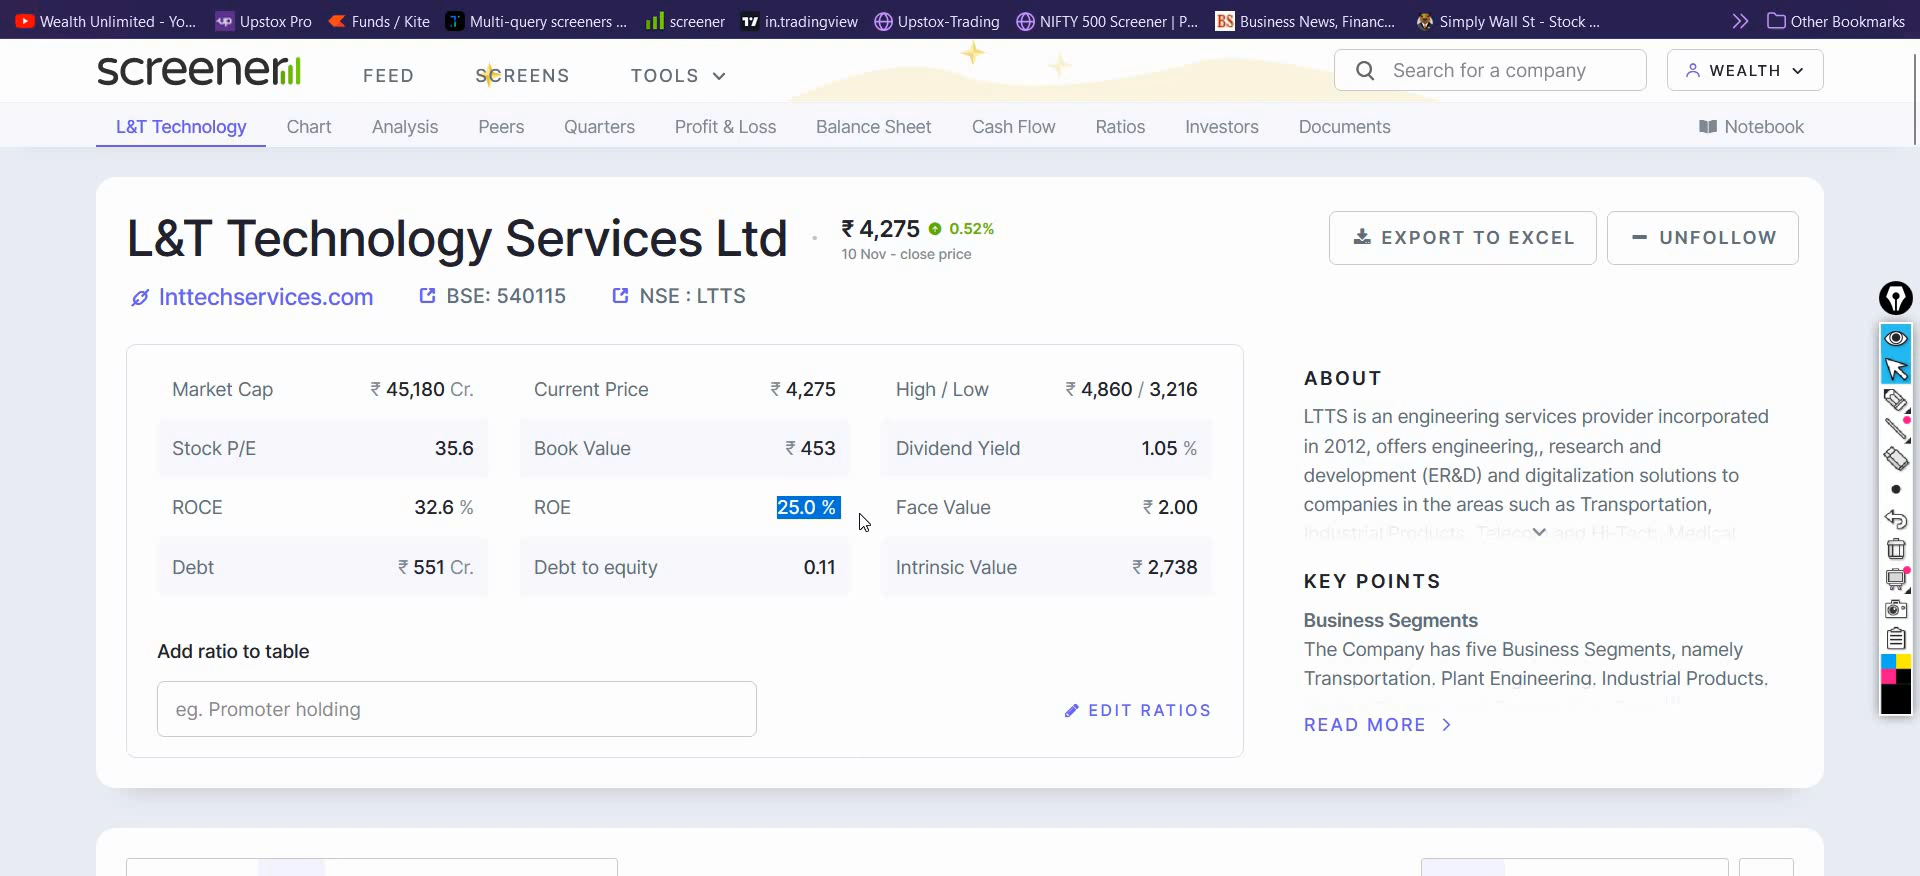 Wealth Unlimited - Yo... Upstox Pro Funds / Kite Multi-query screeners ... screener in.tradingview Upstox-Trading NIFTY 500 Screener | P... BS Business News, Financ... Simply Wall St - Stock ... Other Bookmarks
screener FEED SCREENS TOOLS Search for a company WEALTH
L&T Technology Chart Analysis Peers Quarters Profit & Loss Balance Sheet Cash Flow Ratios Investors Documents Notebook
L&T Technology Services Ltd ₹ 4,275 0.52%
10 Nov - close price
EXPORT TO EXCEL UNFOLLOW
lnttechservices.com BSE: 540115 NSE : LTTS
Market Cap ₹ 45,180 Cr. Current Price ₹ 4,275 High / Low ₹ 4,860 / 3,216
Stock P/E 35.6 Book Value ₹ 453 Dividend Yield 1.05 %
ROCE 32.6 % ROE 25.0 % Face Value ₹ 2.00
Debt ₹ 551 Cr. Debt to equity 0.11 Intrinsic Value ₹ 2,738
Add ratio to table
eg. Promoter holding
EDIT RATIOS
ABOUT
LTTS is an engineering services provider incorporated
in 2012, offers engineering,, research and
development (ER&D) and digitalization solutions to
companies in the areas such as Transportation,
Industrial Products, Telecom and Hi-Tech, Medical
KEY POINTS
Business Segments
The Company has five Business Segments, namely
Transportation, Plant Engineering, Industrial Products,
READ MORE